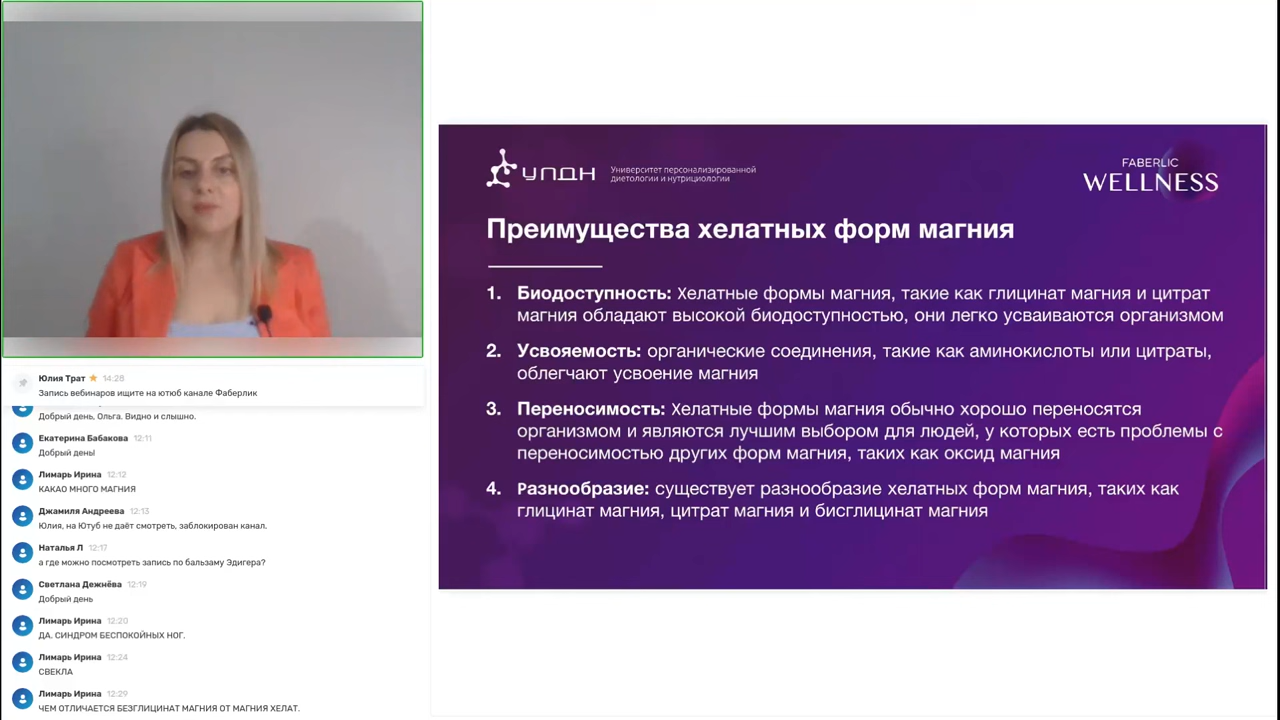 Юлия Трат 14:28
Запись вебинаров ищите на ютюб канале Фаберлик
Добрый день, Ольга. Видно и слышно.
Екатерина Бабакова 12:11
Добрый день!
Лимарь Ирина 12:12
КАКАО МНОГО МАГНИЯ
Джамиля Андреева 12:13
Юлия, на Ютуб не даёт смотреть, заблокирован канал.
Наталья Л 12:17
а где можно посмотреть запись по бальзаму Эдигера?
Светлана Дежнёва 12:19
Добрый день
Лимарь Ирина 12:20
ДА. СИНДРОМ БЕСПОКОЙНЫХ НОГ.
Лимарь Ирина 12:24
СВЕКЛА
Лимарь Ирина 12:29
ЧЕМ ОТЛИЧАЕТСЯ БЕЗГЛИЦИНАТ МАГНИЯ ОТ МАГНИЯ ХЕЛАТ.
УПДН
Университет персонализированной
диетологии и нутрициологии
FABERLIC
WELLNESS
Преимущества хелатных форм магния
1. Биодоступность: Хелатные формы магния, такие как глицинат магния и цитрат
магния обладают высокой биодоступностью, они легко усваиваются организмом
2. Усвояемость: органические соединения, такие как аминокислоты или цитраты,
облегчают усвоение магния
3. Переносимость: Хелатные формы магния обычно хорошо переносятся
организмом и являются лучшим выбором для людей, у которых есть проблемы с
переносимостью других форм магния, таких как оксид магния
4. Разнообразие: существует разнообразие хелатных форм магния, таких как
глицинат магния, цитрат магния и бисглицинат магния